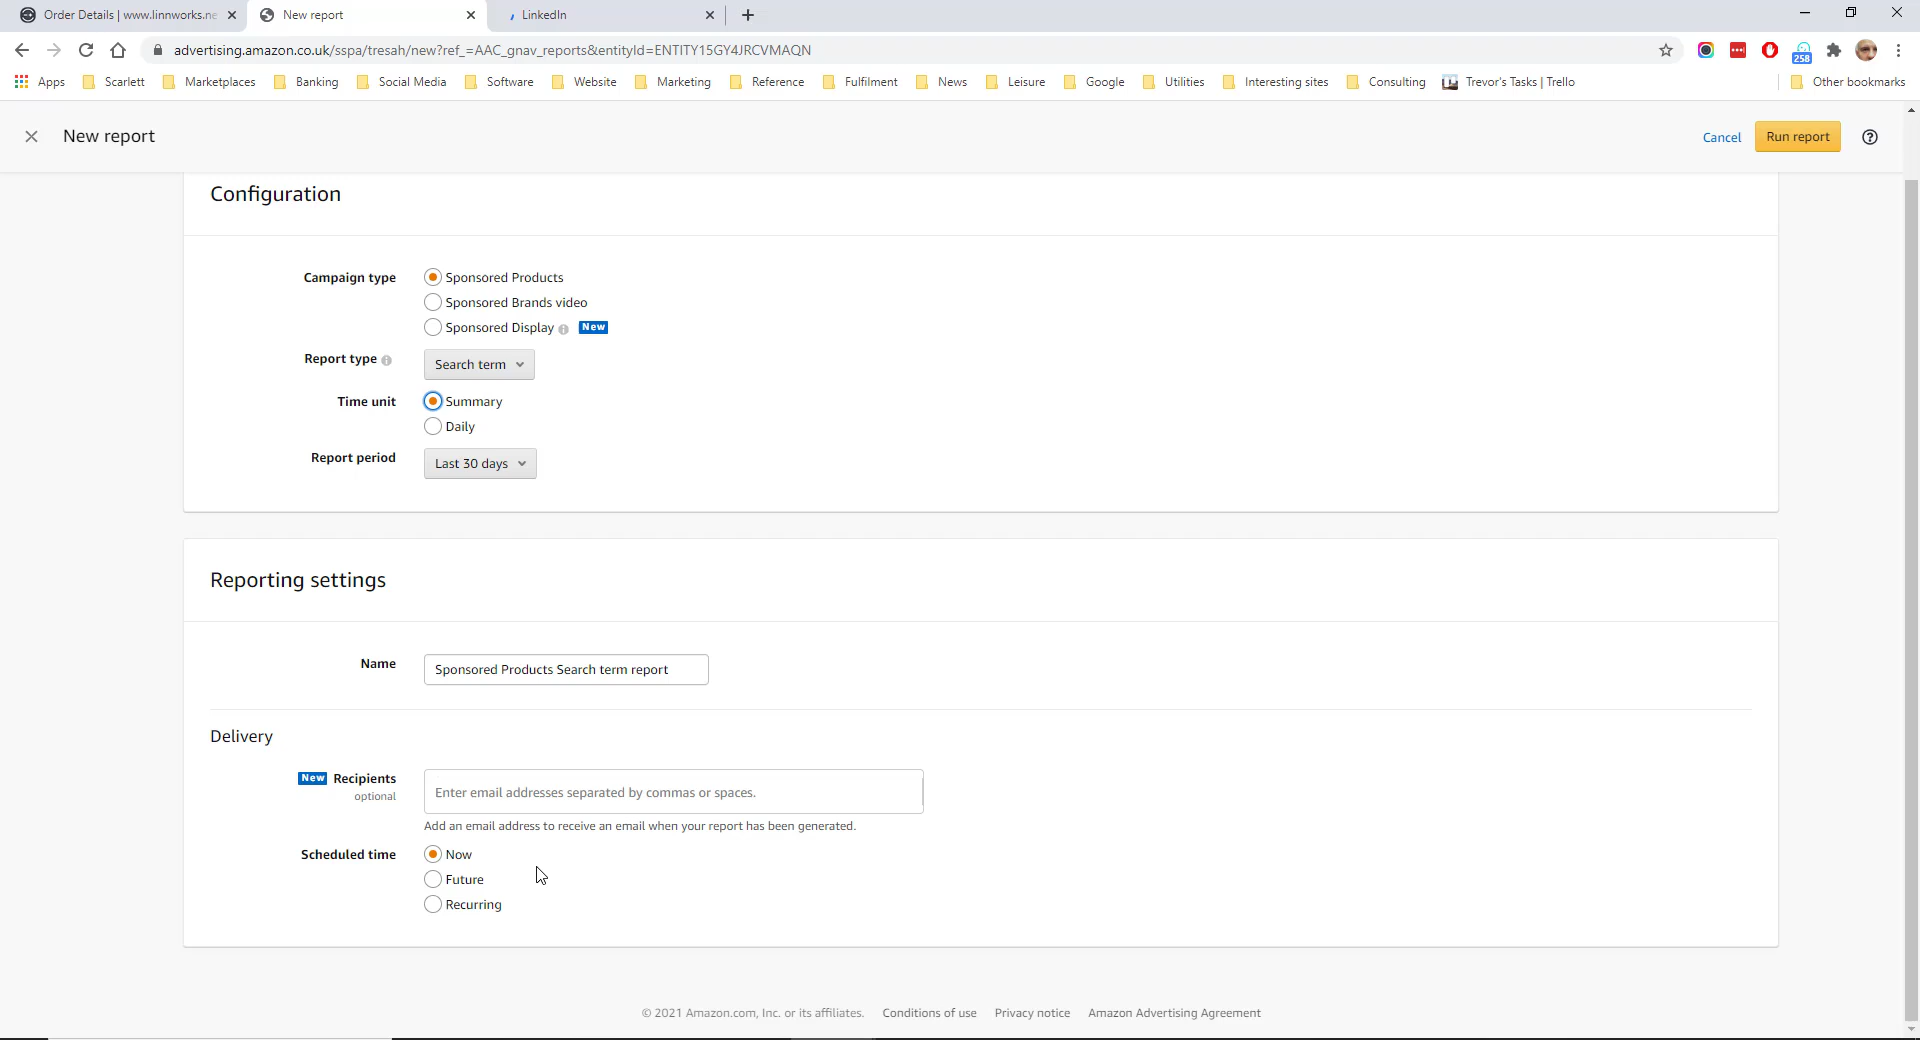 Order Details | www.linnworks.ne
New report
LinkedIn
advertising.amazon.co.uk/sspa/tresah/new?ref_=AAC_gnav_reports&entityId=ENTITY15GY4JRCVMAQN
258
Apps Scarlett Marketplaces Banking Social Media Software Website Marketing Reference Fulfilment News Leisure Google Utilities Interesting sites Consulting Trevor's Tasks | Trello Other bookmarks
New report
Cancel Run report
Configuration
Campaign type Sponsored Products
Sponsored Brands video
Sponsored Display New
Report type Search term
Time unit Summary
Daily
Report period Last 30 days
Reporting settings
Name Sponsored Products Search term report
Delivery
New Recipients
optional
Enter email addresses separated by commas or spaces.
Add an email address to receive an email when your report has been generated.
Scheduled time Now
Future
Recurring
© 2021 Amazon.com, Inc. or its affiliates. Conditions of use Privacy notice Amazon Advertising Agreement